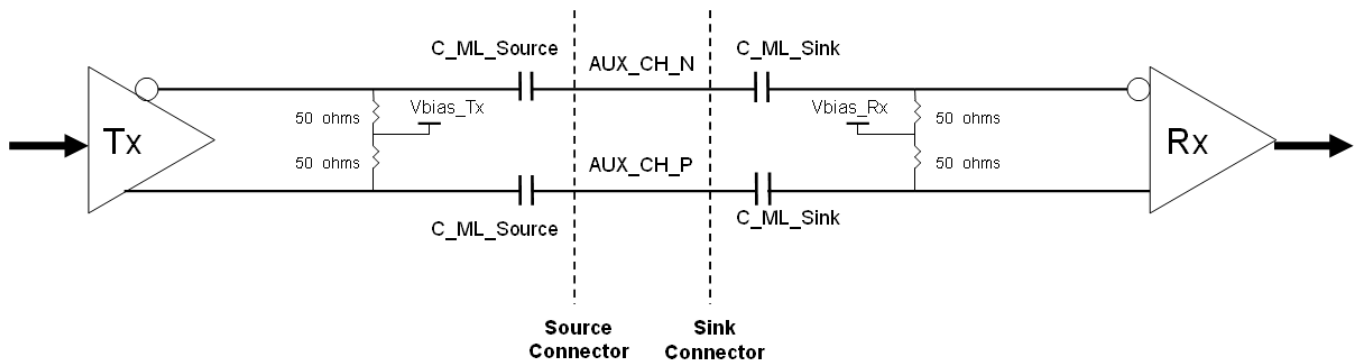 C_ML_Source
C_ML_Sink
AUX_CH_N
Vbias_Tx
Vbias_Rx
50 ohms
50 ohms
Tx
Rx
50 ohms
50 ohms
AUX_CH_P
C_ML_Source
C_ML_Sink
Source
Connector
Sink
Connector